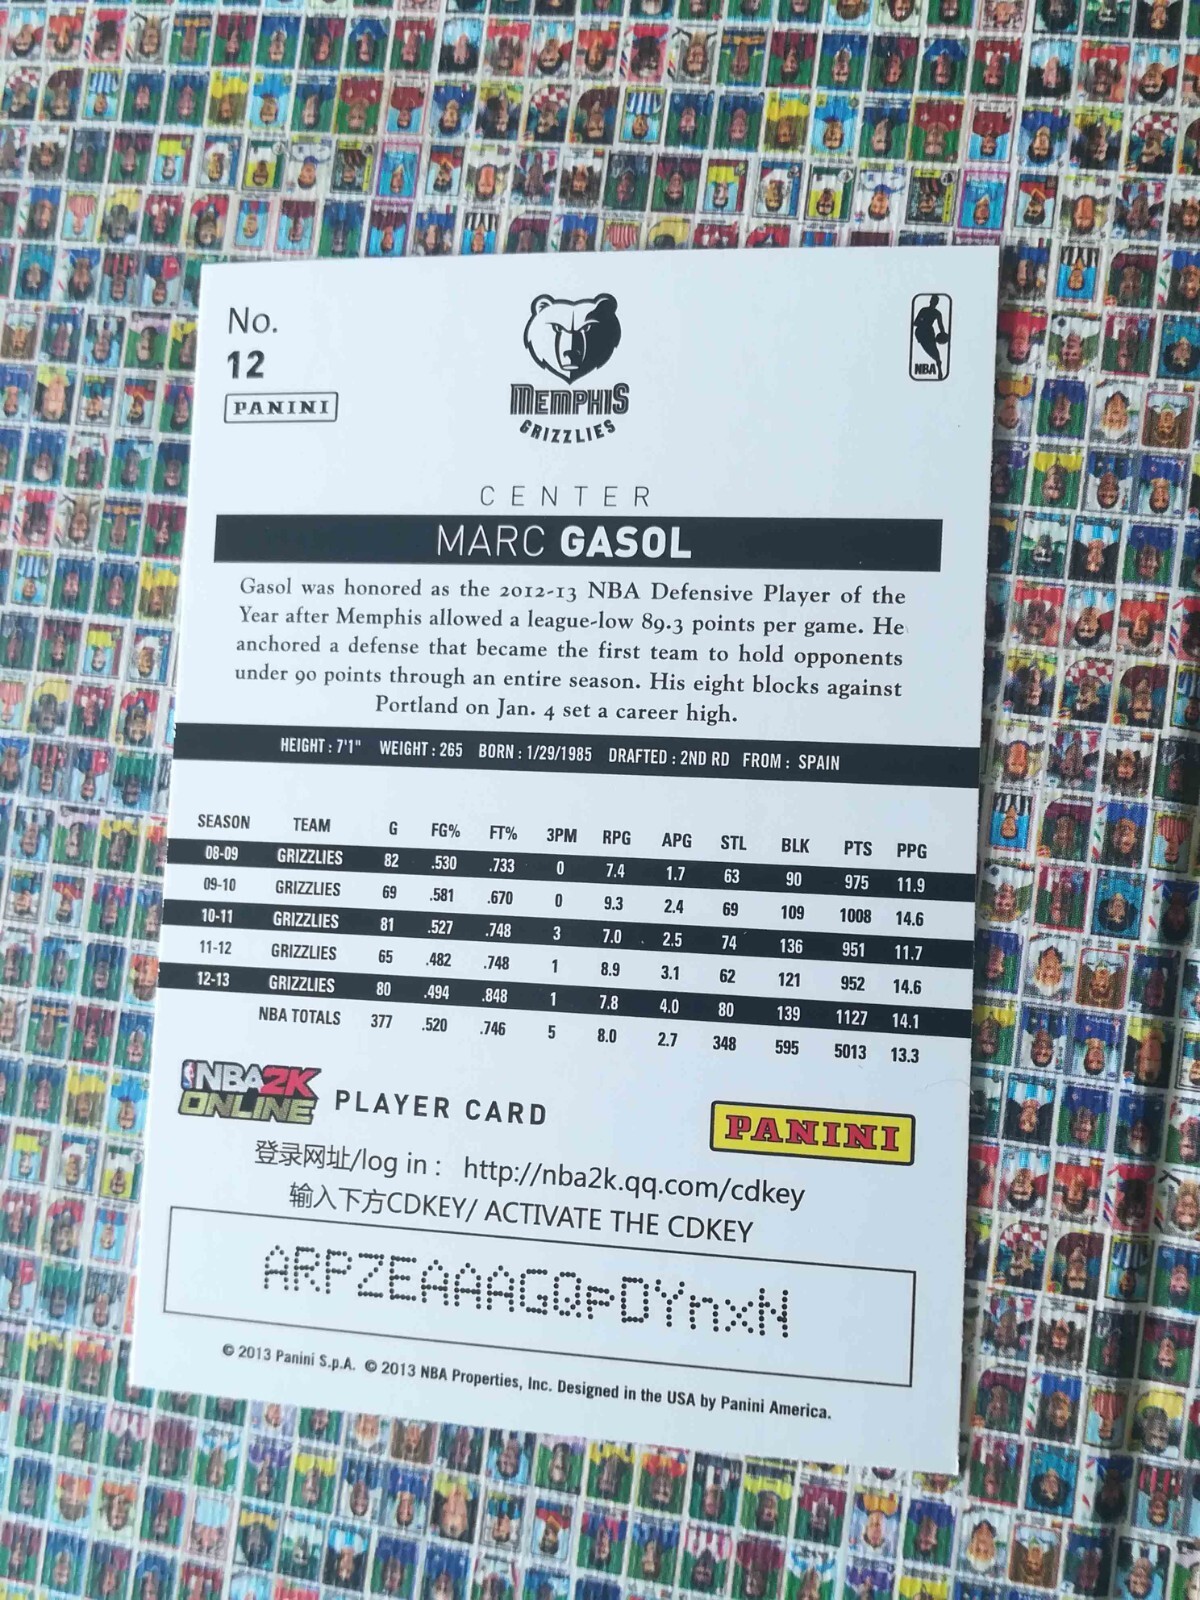 No.
12
PANINI
MEMPHIS
GRIZZLIES
NBA
CENTER
MARC GASOL
Gasol was honored as the 2012-13 NBA Defensive Player of the
Year after Memphis allowed a league-low 89.3 points per game. He
anchored a defense that became the first team to hold opponents
under 90 points through an entire season. His eight blocks against
Portland on Jan. 4 set a career high.
HEIGHT : 7'1" WEIGHT : 265 BORN : 1/29/1985 DRAFTED : 2ND RD FROM : SPAIN
SEASON TEAM G FG% FT% 3PM RPG APG STL BLK PTS PPG
08-09 GRIZZLIES 82 .530 .733 0 7.4 1.7 63 90 975 11.9
09-10 GRIZZLIES 69 .581 .670 0 9.3 2.4 69 109 1008 14.6
10-11 GRIZZLIES 81 .527 .748 3 7.0 2.5 74 136 951 11.7
11-12 GRIZZLIES 65 .482 .748 1 8.9 3.1 62 121 952 14.6
12-13 GRIZZLIES 80 .494 .848 1 7.8 4.0 80 139 1127 14.1
NBA TOTALS 377 .520 .746 5 8.0 2.7 348 595 5013 13.3
NBA2K
ONLINE
PLAYER CARD
PANINI
登录网址/log in : http://nba2k.qq.com/cdkey
输入下方CDKEY/ ACTIVATE THE CDKEY
ARPZEAAAGQpDYnxN
© 2013 Panini S.p.A. © 2013 NBA Properties, Inc. Designed in the USA by Panini America.